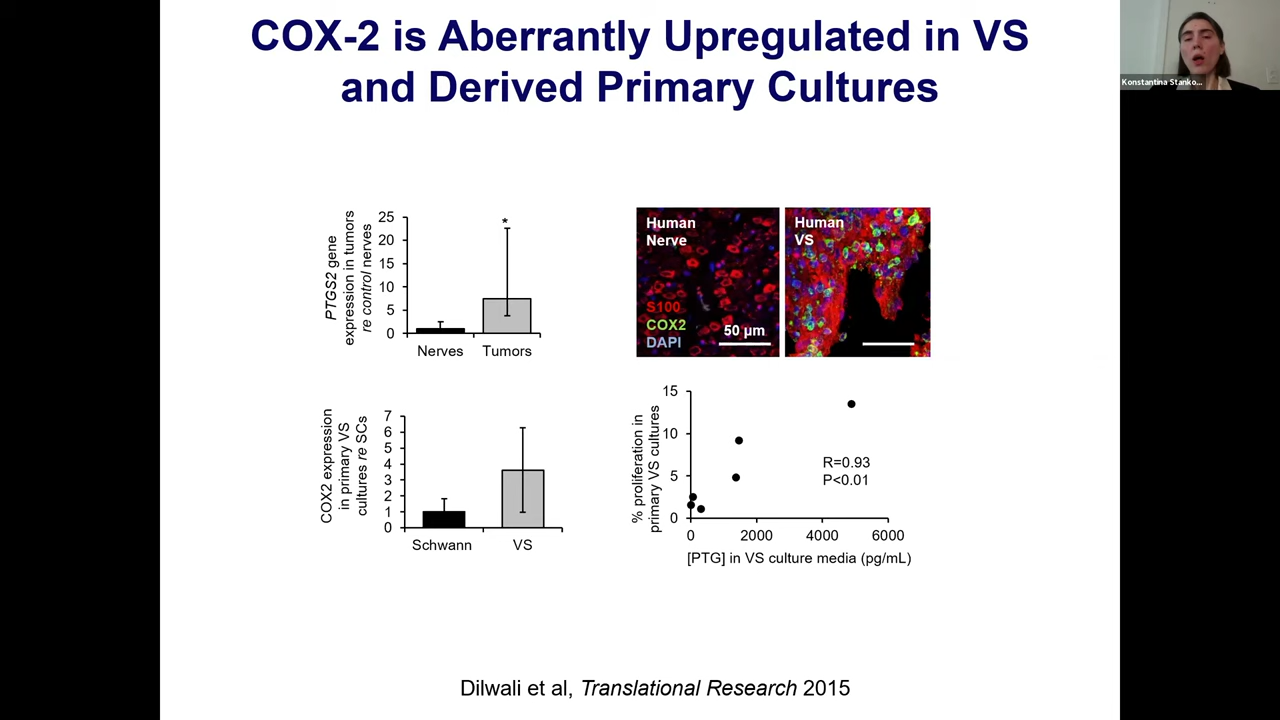 COX-2 is Aberrantly Upregulated in VS
and Derived Primary Cultures
Konstantina Stanko...
PTGS2 gene
expression in tumors
re control nerves
25
20
15
10
5
0
*
Nerves
Tumors
Human
Nerve
S100
COX2
DAPI
50 µm
Human
VS
COX2 expression
in primary VS
cultures re SCs
7
6
5
4
3
2
1
0
Schwann
VS
% proliferation in
primary VS cultures
15
10
5
0
R=0.93
P<0.01
0
2000
4000
6000
[PTG] in VS culture media (pg/mL)
Dilwali et al, Translational Research 2015